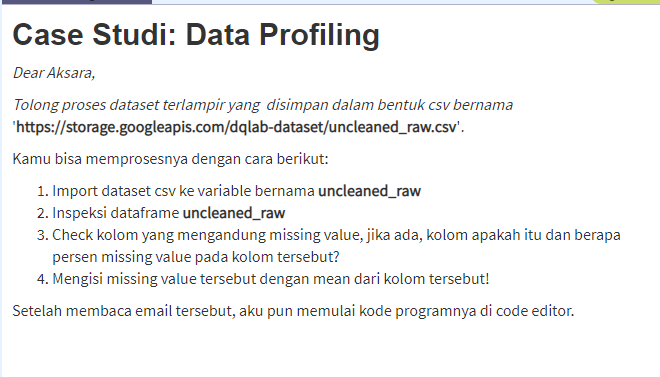 Case Studi: Data Profiling
Dear Aksara,
Tolong proses dataset terlampir yang  disimpan dalam bentuk csv bernama
'https://storage.googleapis.com/dqlab-dataset/uncleaned_raw.csv'.
Kamu bisa memprosesnya dengan cara berikut:
1. Import dataset csv ke variable bernama uncleaned_raw
2. Inspeksi dataframe uncleaned_raw
3. Check kolom yang mengandung missing value, jika ada, kolom apakah itu dan berapa
persen missing value pada kolom tersebut?
4. Mengisi missing value tersebut dengan mean dari kolom tersebut!
Setelah membaca email tersebut, aku pun memulai kode programnya di code editor.